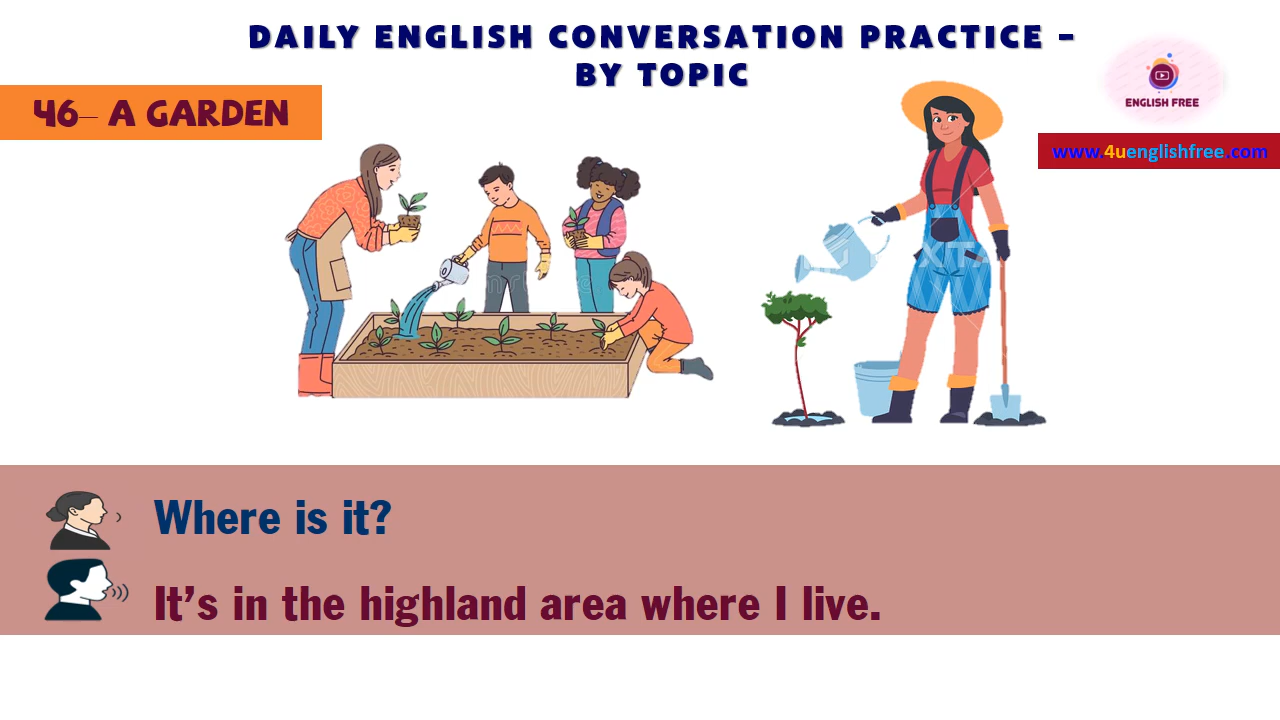 DAILY ENGLISH CONVERSATION PRACTICE –
BY TOPIC
46– A GARDEN
ENGLISH FREE
www.4uenglishfree.com
Where is it?
It's in the highland area where I live.